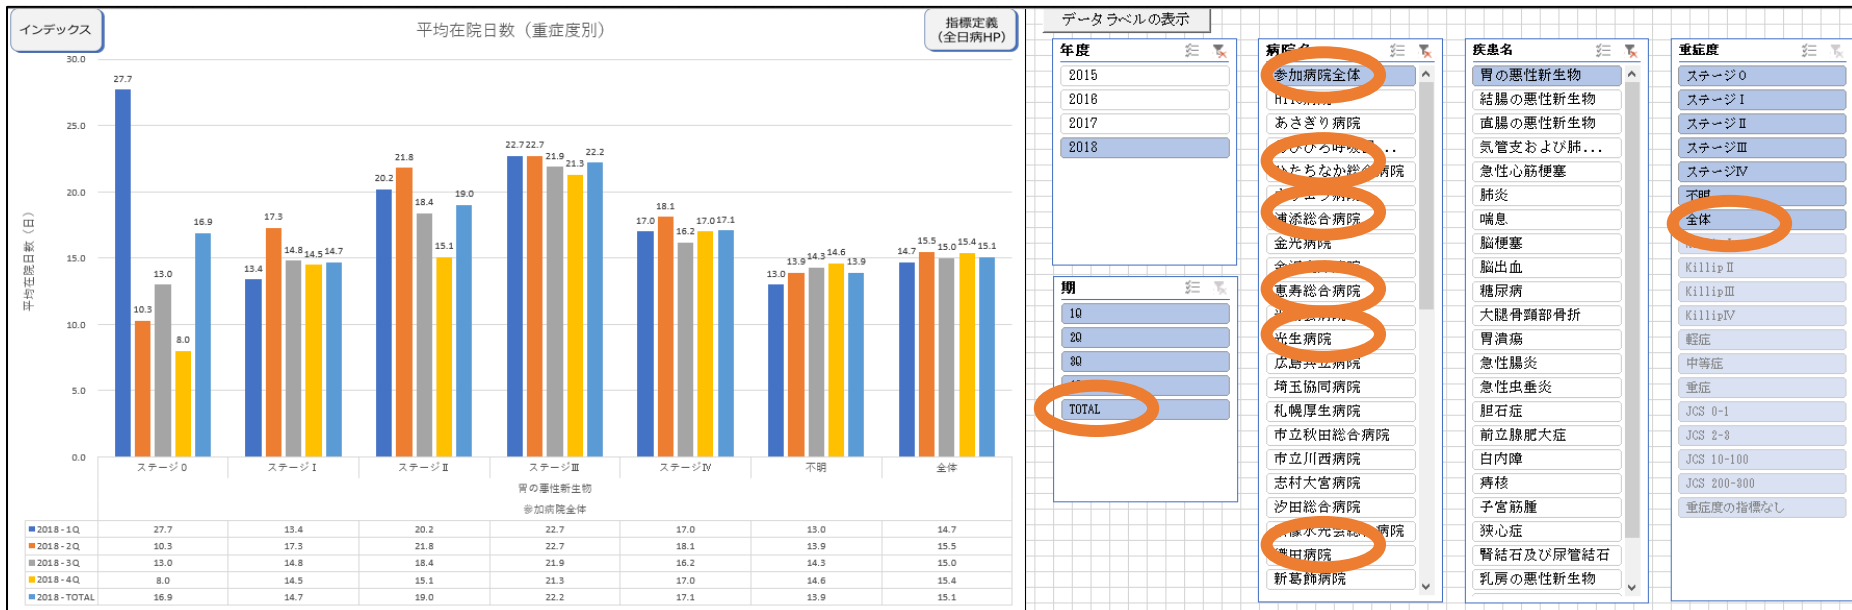 インデックス
平均在院日数（重症度別）
指標定義
（全日病HP）
平均在院日数（日）
30.0
25.0
20.0
15.0
10.0
5.0
0.0
27.7
10.3
13.0
8.0
16.9
13.4
17.3
14.8
14.5
14.7
20.2
21.8
18.4
15.1
19.0
22.7
22.7
21.9
21.3
22.2
17.0
18.1
16.2
17.0
17.1
13.0
13.9
14.3
14.6
13.9
14.7
15.5
15.0
15.4
15.1
ステージ0 ステージⅠ ステージⅡ ステージⅢ ステージⅣ 不明 全体
胃の悪性新生物
参加病院全体
2018 - 1Q 27.7 13.4 20.2 22.7 17.0 13.0 14.7
2018 - 2Q 10.3 17.3 21.8 22.7 18.1 13.9 15.5
2018 - 3Q 13.0 14.8 18.4 21.9 16.2 14.3 15.0
2018 - 4Q 8.0 14.5 15.1 21.3 17.0 14.6 15.4
2018 - TOTAL 16.9 14.7 19.0 22.2 17.1 13.9 15.1
データラベルの表示
年度
2015
2016
2017
2018
期
1Q
2Q
3Q
TOTAL
病院名
参加病院全体
あさぎり病院
ひたちなか総合病院
浦添総合病院
金光病院
恵寿総合病院
光生病院
広島共立病院
埼玉協同病院
札幌厚生病院
市立秋田総合病院
市立川西病院
志村大宮病院
汐田総合病院
織田病院
新葛飾病院
疾患名
胃の悪性新生物
結腸の悪性新生物
直腸の悪性新生物
気管支および肺...
急性心筋梗塞
肺炎
喘息
脳梗塞
脳出血
糖尿病
大腿骨頸部骨折
胃潰瘍
急性腸炎
急性虫垂炎
胆石症
前立腺肥大症
白内障
痔核
子宮筋腫
狭心症
腎結石及び尿管結石
乳房の悪性新生物
重症度
ステージ０
ステージⅠ
ステージⅡ
ステージⅢ
ステージⅣ
不明
全体
KillipⅡ
KillipⅢ
KillipⅣ
軽症
中等症
重症
JCS 0-1
JCS 2-3
JCS 10-100
JCS 200-300
重症度の指標なし